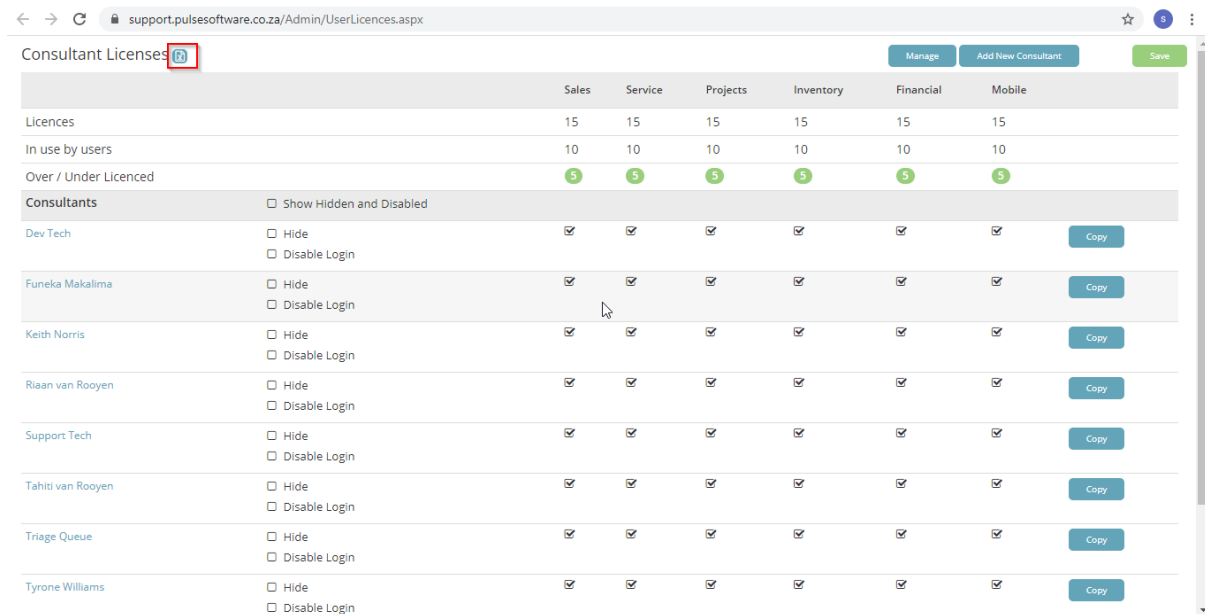 support.pulsesoftware.co.za/Admin/UserLicences.aspx S
Consultant Licenses Manage Add New Consultant Save
Sales Service Projects Inventory Financial Mobile
Licences 15 15 15 15 15 15
In use by users 10 10 10 10 10 10
Over / Under Licenced 5 5 5 5 5 5
Consultants Show Hidden and Disabled
Dev Tech Hide Copy
Disable Login
Funeka Makalima Hide Copy
Disable Login
Keith Norris Hide Copy
Disable Login
Riaan van Rooyen Hide Copy
Disable Login
Support Tech Hide Copy
Disable Login
Tahiti van Rooyen Hide Copy
Disable Login
Triage Queue Hide Copy
Disable Login
Tyrone Williams Hide Copy
Disable Login